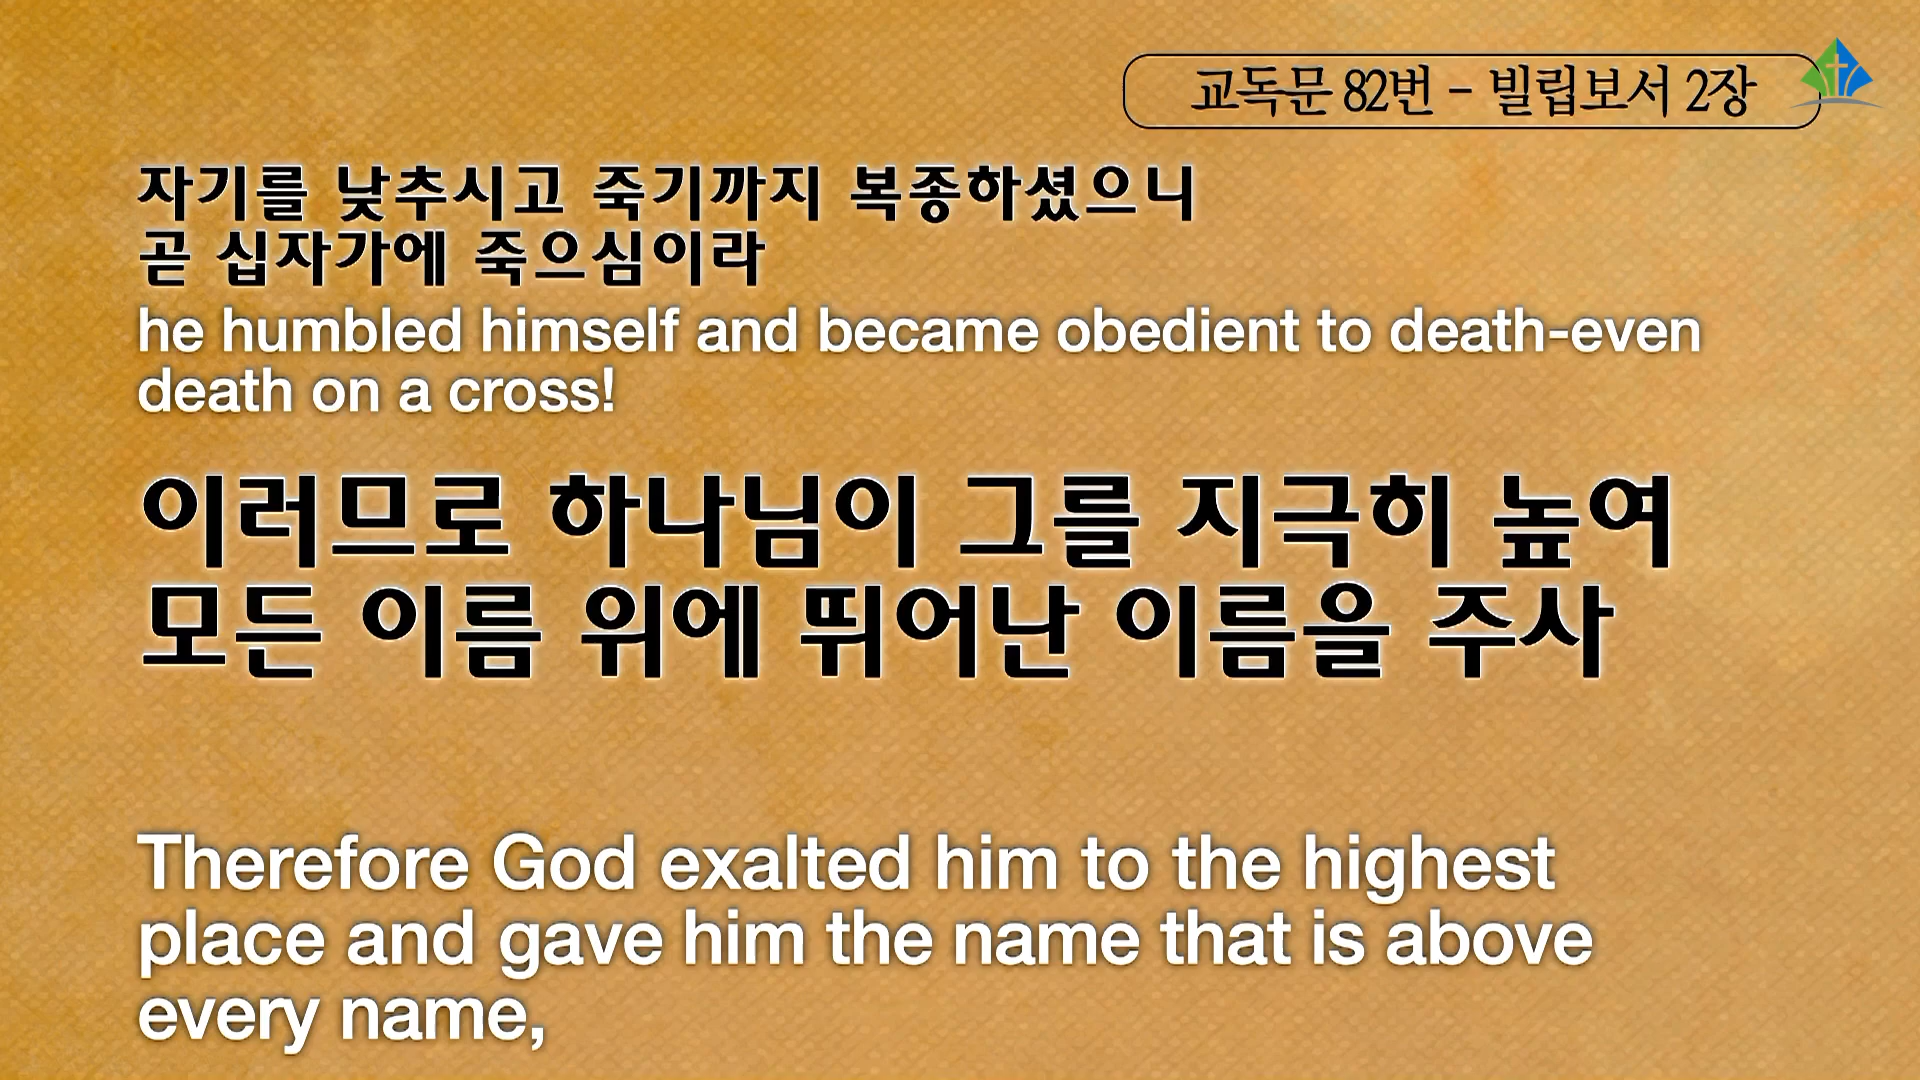 교독문 82번 - 빌립보서 2장
자기를 낮추시고 죽기까지 복종하셨으니
곧 십자가에 죽으심이라
he humbled himself and became obedient to death-even
death on a cross!
이러므로 하나님이 그를 지극히 높여
모든 이름 위에 뛰어난 이름을 주사
Therefore God exalted him to the highest
place and gave him the name that is above
every name,